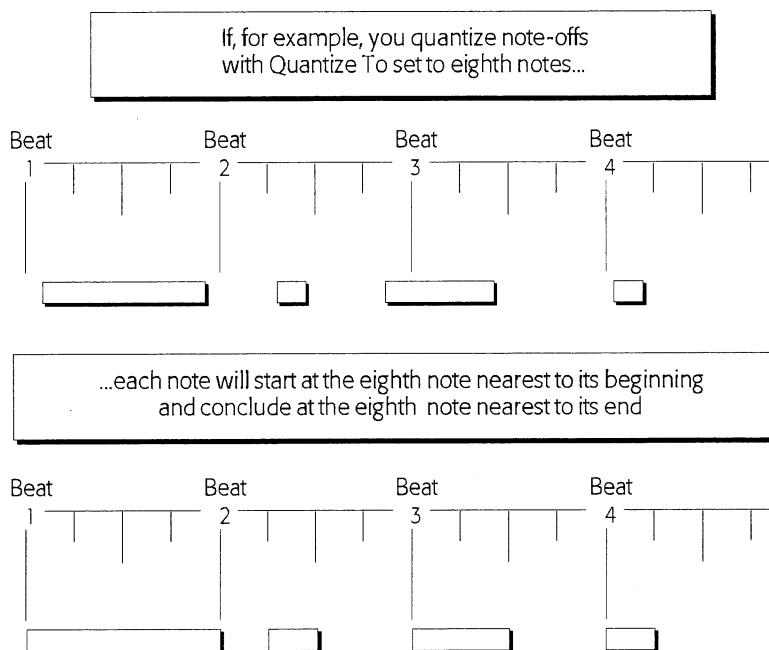 If, for example, you quantize note-offs
with Quantize To set to eighth notes...
Beat Beat Beat Beat
1 2 3 4
...each note will start at the eighth note nearest to its beginning
and conclude at the eighth note nearest to its end
Beat Beat Beat Beat
1 2 3 4